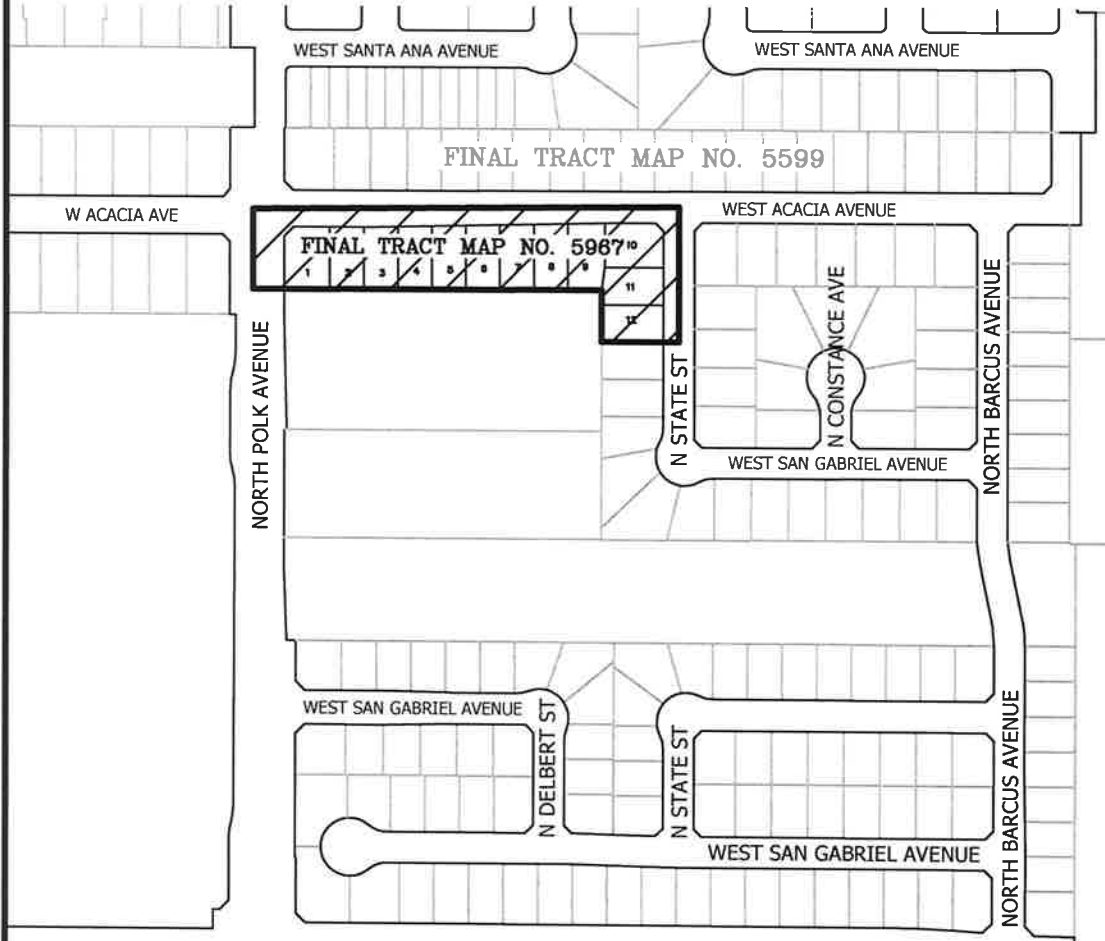 WEST SANTA ANA AVENUE
WEST SANTA ANA AVENUE
FINAL TRACT MAP NO. 5599
W ACACIA AVE
WEST ACACIA AVENUE
FINAL TRACT MAP NO. 5967
10
1
2
3
4
5
6
7
8
9
11
12
NORTH POLK AVENUE
N STATE ST
N CONSTANCE AVE
NORTH BARCUS AVENUE
WEST SAN GABRIEL AVENUE
WEST SAN GABRIEL AVENUE
N DELBERT ST
N STATE ST
NORTH BARCUS AVENUE
WEST SAN GABRIEL AVENUE